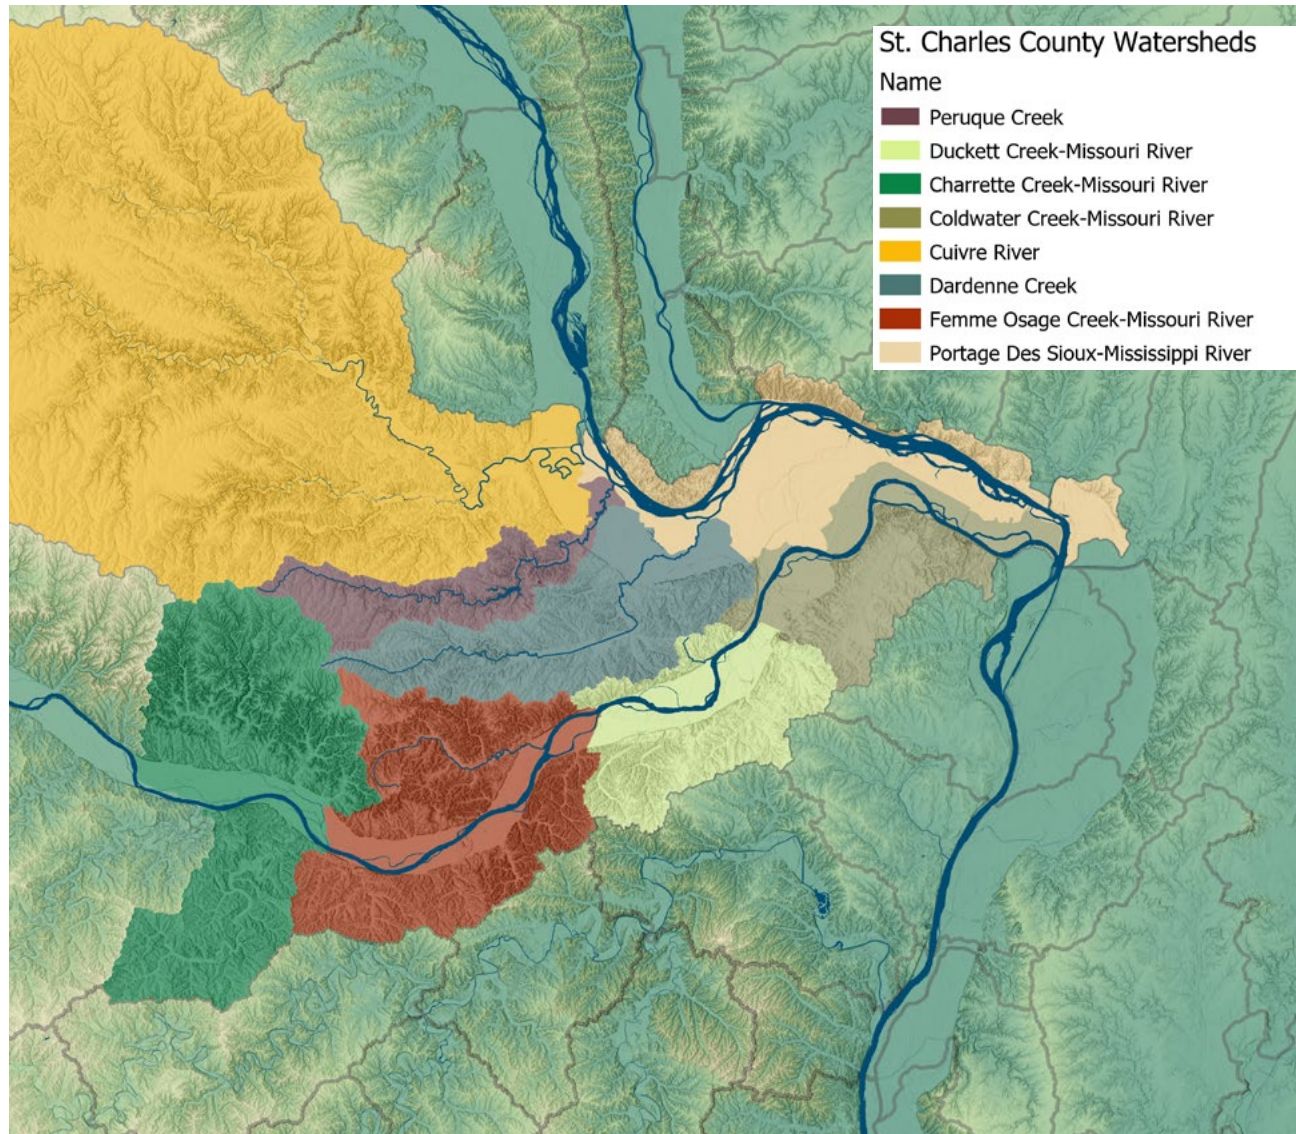 St. Charles County Watersheds
Name
Peruque Creek
Duckett Creek-Missouri River
Charrette Creek-Missouri River
Coldwater Creek-Missouri River
Cuivre River
Dardenne Creek
Femme Osage Creek-Missouri River
Portage Des Sioux-Mississippi River